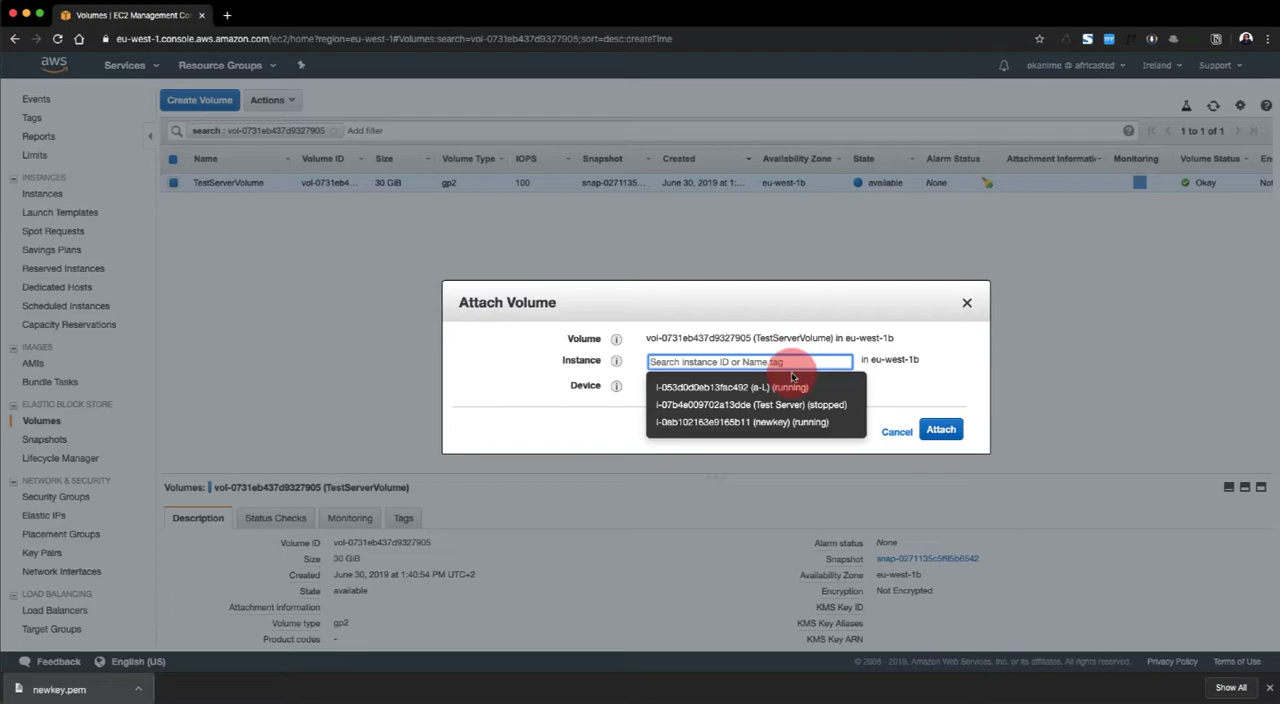 Volumes | EC2 Management Co
eu-west-1.console.aws.amazon.com/ec2/home?region=eu-west-1#Volumes:search=vol-0731eb437d9327905;sort=desc:createTime
aws Services Resource Groups okanime @ africasted Ireland Support
Events
Tags
Reports
Limits
INSTANCES
Instances
Launch Templates
Spot Requests
Savings Plans
Reserved Instances
Dedicated Hosts
Scheduled Instances
Capacity Reservations
IMAGES
AMIs
Bundle Tasks
ELASTIC BLOCK STORE
Volumes
Snapshots
Lifecycle Manager
NETWORK & SECURITY
Security Groups
Elastic IPs
Placement Groups
Key Pairs
Network Interfaces
LOAD BALANCING
Load Balancers
Target Groups
Create Volume Actions
search : vol-0731eb437d9327905 Add filter 1 to 1 of 1
Name Volume ID Size Volume Type IOPS Snapshot Created Availability Zone State Alarm Status Attachment Informati Monitoring Volume Status En
TestServerVolume vol-0731eb4... 30 GiB gp2 100 snap-0271135... June 30, 2019 at 1:... eu-west-1b available None Okay Not
Attach Volume
Volume vol-0731eb437d9327905 (TestServerVolume) in eu-west-1b
Instance Search instance ID or Name tag in eu-west-1b
Device
i-053d0d0eb13fac492 (a-l.) (running)
i-07b4e009702a13dde (Test Server) (stopped)
i-0ab102163e9165b11 (newkey) (running)
Cancel Attach
Volumes: vol-0731eb437d9327905 (TestServerVolume)
Description Status Checks Monitoring Tags
Volume ID vol-0731eb437d9327905
Size 30 GiB
Created June 30, 2019 at 1:40:54 PM UTC+2
State available
Attachment information
Volume type gp2
Product codes -
Alarm status None
Snapshot snap-0271135c5f95b6542
Availability Zone eu-west-1b
Encryption Not Encrypted
KMS Key ID
KMS Key Aliases
KMS Key ARN
Feedback English (US) © 2008 - 2019, Amazon Web Services, Inc. or its affiliates. All rights reserved. Privacy Policy Terms of Use
newkey.pem Show All